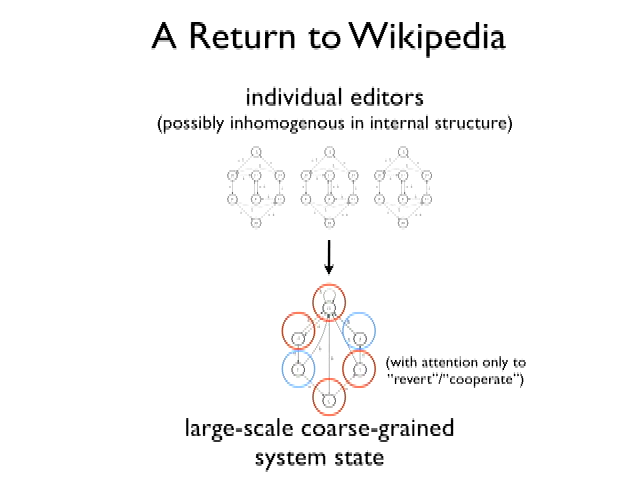 A Return to Wikipedia
individual editors
(possibly inhomogenous in internal structure)
(with attention only to
"revert"/"cooperate")
large-scale coarse-grained
system state